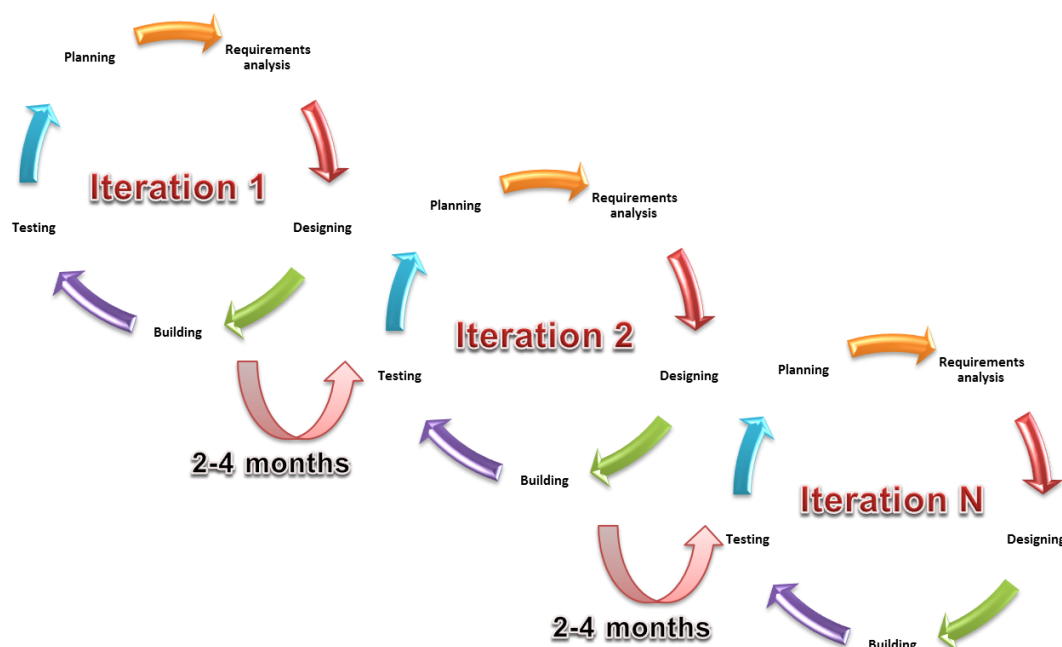 Planning
Requirements
analysis
Iteration 1
Testing
Designing
Building
2-4 months
Planning
Requirements
analysis
Iteration 2
Testing
Designing
Building
2-4 months
Planning
Requirements
analysis
Iteration N
Testing
Designing
Building